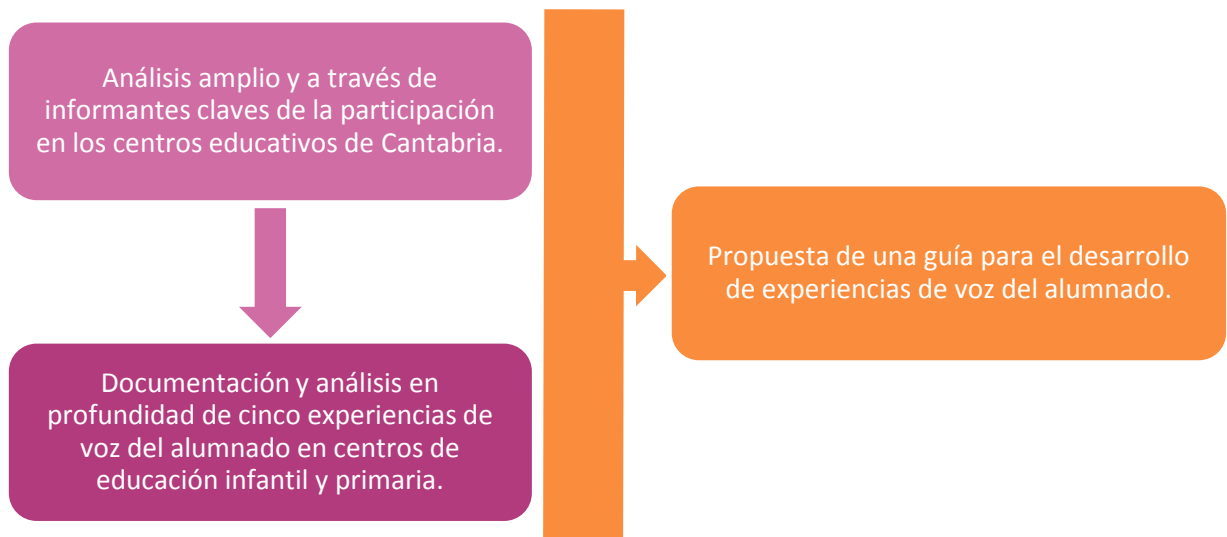 Análisis amplio y a través de
informantes claves de la participación
en los centros educativos de Cantabria.
Documentación y análisis en
profundidad de cinco experiencias de
voz del alumnado en centros de
educación infantil y primaria.
Propuesta de una guía para el desarrollo
de experiencias de voz del alumnado.